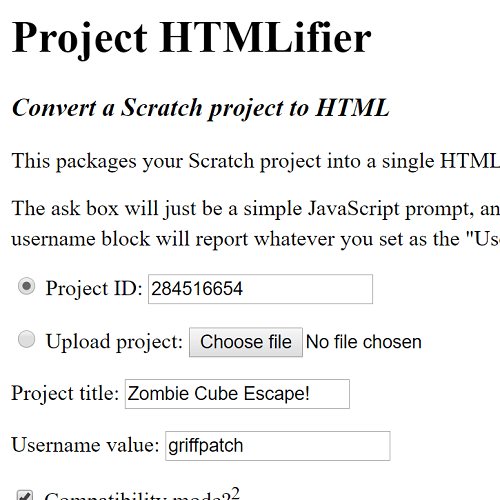 Project HTMLifier
Convert a Scratch project to HTML
This packages your Scratch project into a single HTML
The ask box will just be a simple JavaScript prompt, an
username block will report whatever you set as the "Us
Project ID: 284516654
Upload project: Choose file No file chosen
Project title: Zombie Cube Escape!
Username value: griffpatch
Compatibility mode?2